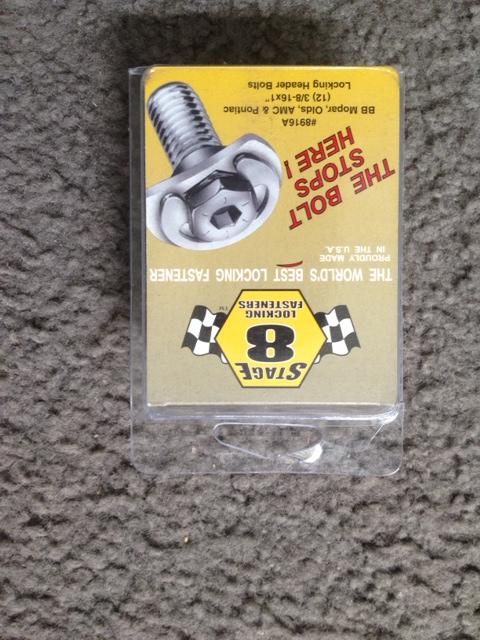 STAGE
8
LOCKING
FASTENERS
TM
THE WORLD'S BEST LOCKING FASTENER
PROUDLY MADE
IN THE U.S.A.
THE BOLT
STOPS
HERE!
#8916A
BB Mopar, Olds, AMC & Pontiac
(12) 3/8-16x1"
Locking Header Bolts